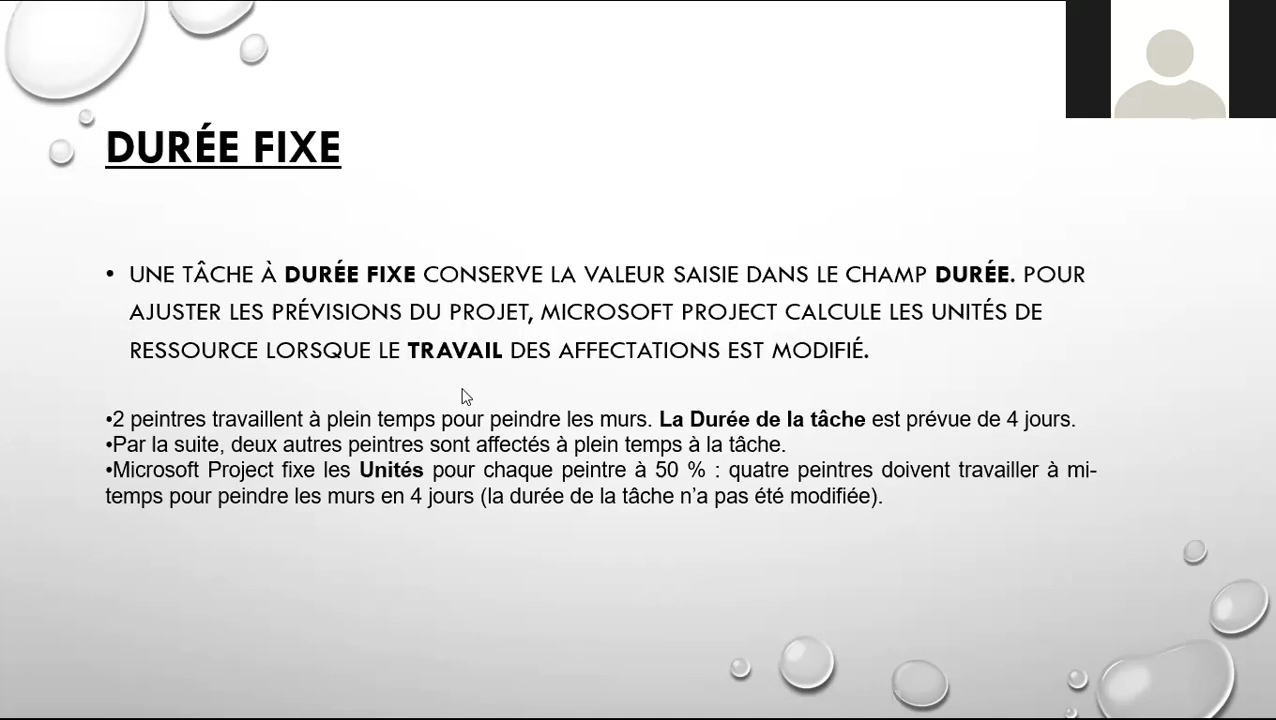 DURÉE FIXE
• UNE TÂCHE À DURÉE FIXE CONSERVE LA VALEUR SAISIE DANS LE CHAMP DURÉE. POUR
AJUSTER LES PRÉVISIONS DU PROJET, MICROSOFT PROJECT CALCULE LES UNITÉS DE
RESSOURCE LORSQUE LE TRAVAIL DES AFFECTATIONS EST MODIFIÉ.
•2 peintres travaillent à plein temps pour peindre les murs. La Durée de la tâche est prévue de 4 jours.
•Par la suite, deux autres peintres sont affectés à plein temps à la tâche.
•Microsoft Project fixe les Unités pour chaque peintre à 50 % : quatre peintres doivent travailler à mi-
temps pour peindre les murs en 4 jours (la durée de la tâche n’a pas été modifiée).